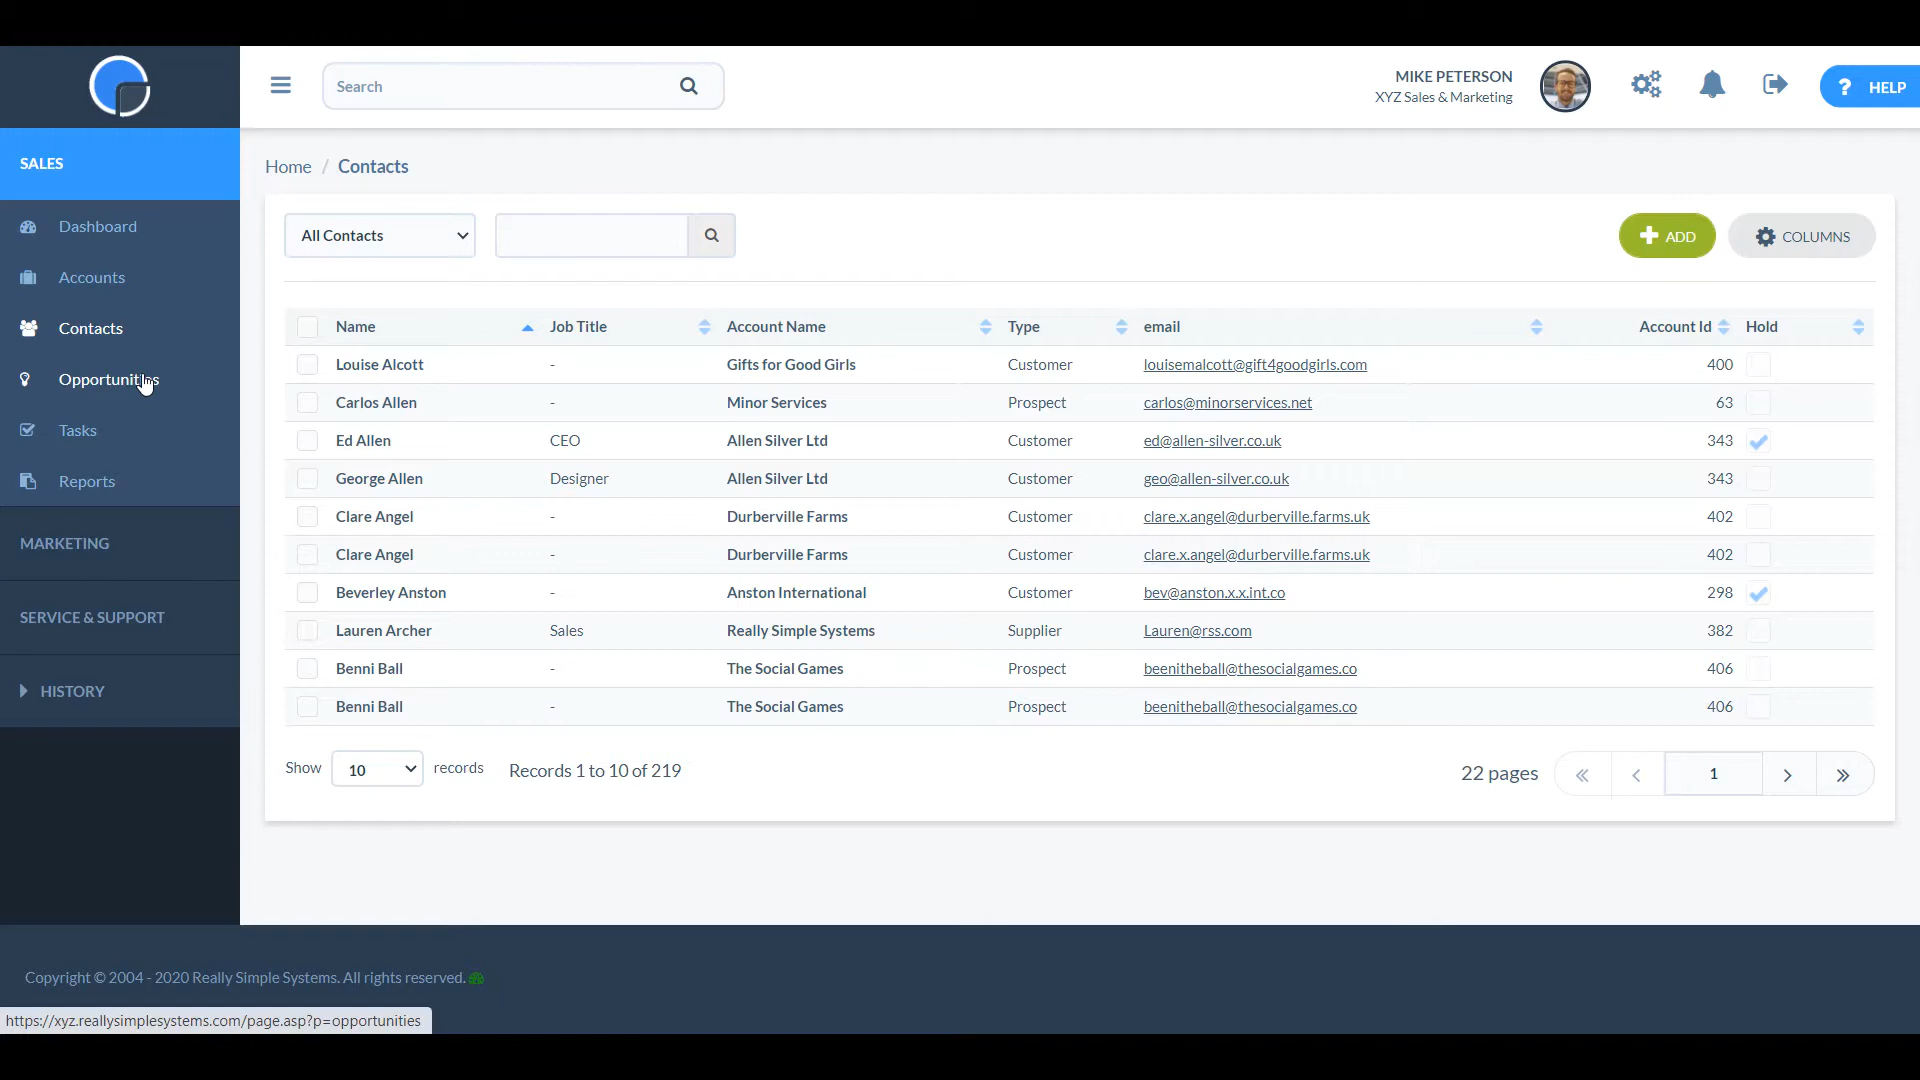 Search
MIKE PETERSON
XYZ Sales & Marketing
? HELP
SALES
Dashboard
Accounts
Contacts
Opportunities
Tasks
Reports
MARKETING
SERVICE & SUPPORT
HISTORY
Home / Contacts
All Contacts
ADD
COLUMNS
Name Job Title Account Name Type email Account Id Hold
Louise Alcott - Gifts for Good Girls Customer louisemalcott@gift4goodgirls.com 400
Carlos Allen - Minor Services Prospect carlos@minorservices.net 63
Ed Allen CEO Allen Silver Ltd Customer ed@allen-silver.co.uk 343
George Allen Designer Allen Silver Ltd Customer geo@allen-silver.co.uk 343
Clare Angel - Durberville Farms Customer clare.x.angel@durberville.farms.uk 402
Clare Angel - Durberville Farms Customer clare.x.angel@durberville.farms.uk 402
Beverley Anston - Anston International Customer bev@anston.x.x.int.co 298
Lauren Archer Sales Really Simple Systems Supplier Lauren@rss.com 382
Benni Ball - The Social Games Prospect beenitheball@thesocialgames.co 406
Benni Ball - The Social Games Prospect beenitheball@thesocialgames.co 406
Show 10 records Records 1 to 10 of 219 22 pages « ‹ 1 › »
Copyright © 2004 - 2020 Really Simple Systems. All rights reserved.
https://xyz.reallysimplesystems.com/page.asp?p=opportunities